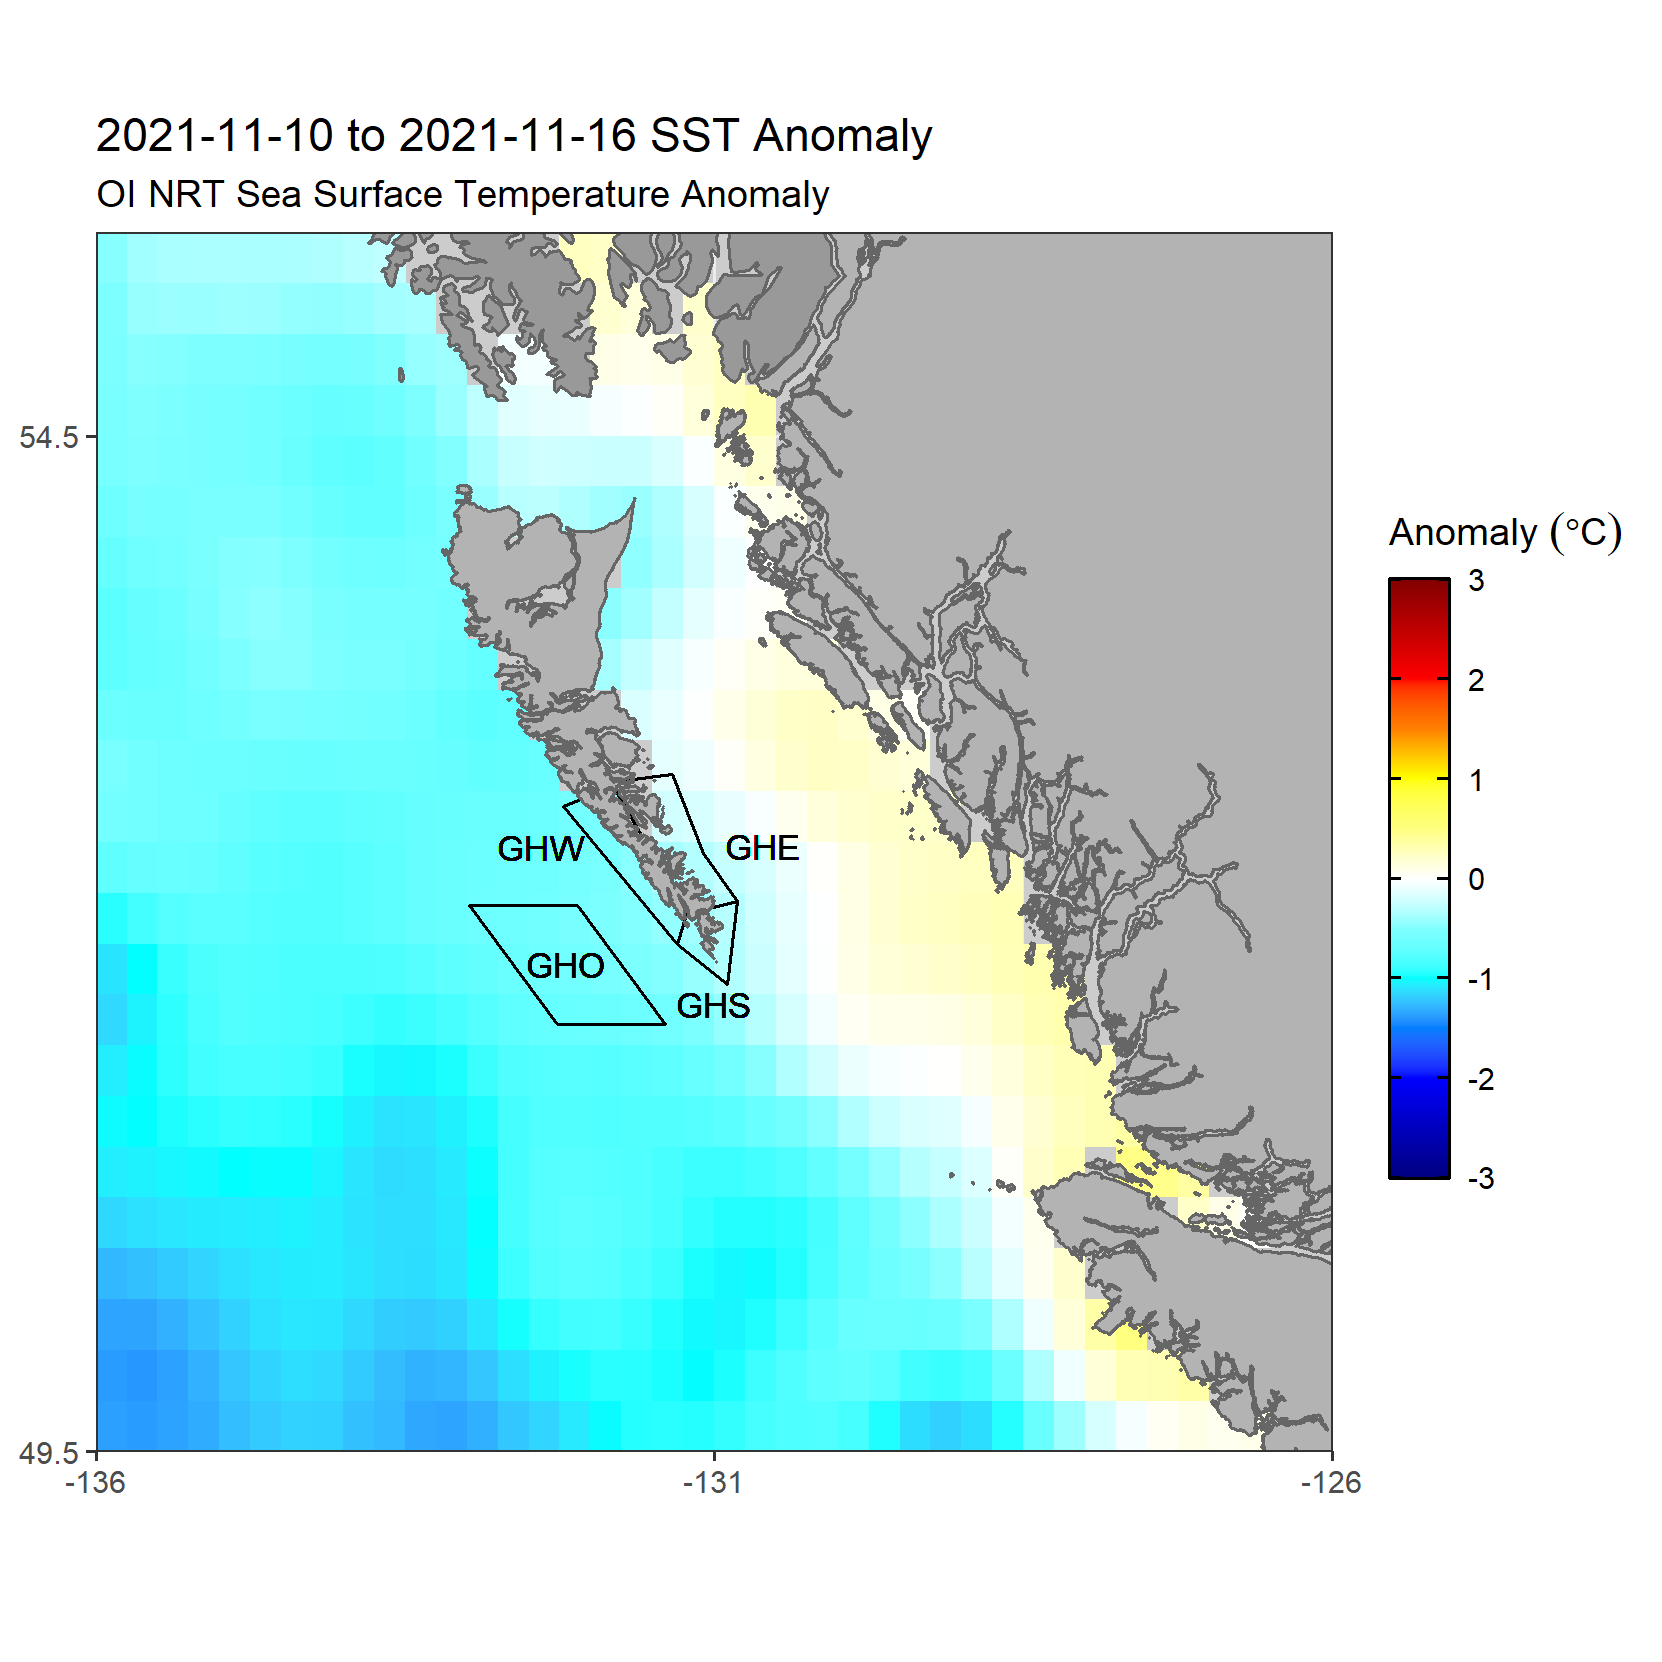 2021-11-10 to 2021-11-16 SST Anomaly
OI NRT Sea Surface Temperature Anomaly
54.5
49.5
-136
-131
-126
GHW
GHE
GHO
GHS
Anomaly (°C)
3
2
1
0
-1
-2
-3